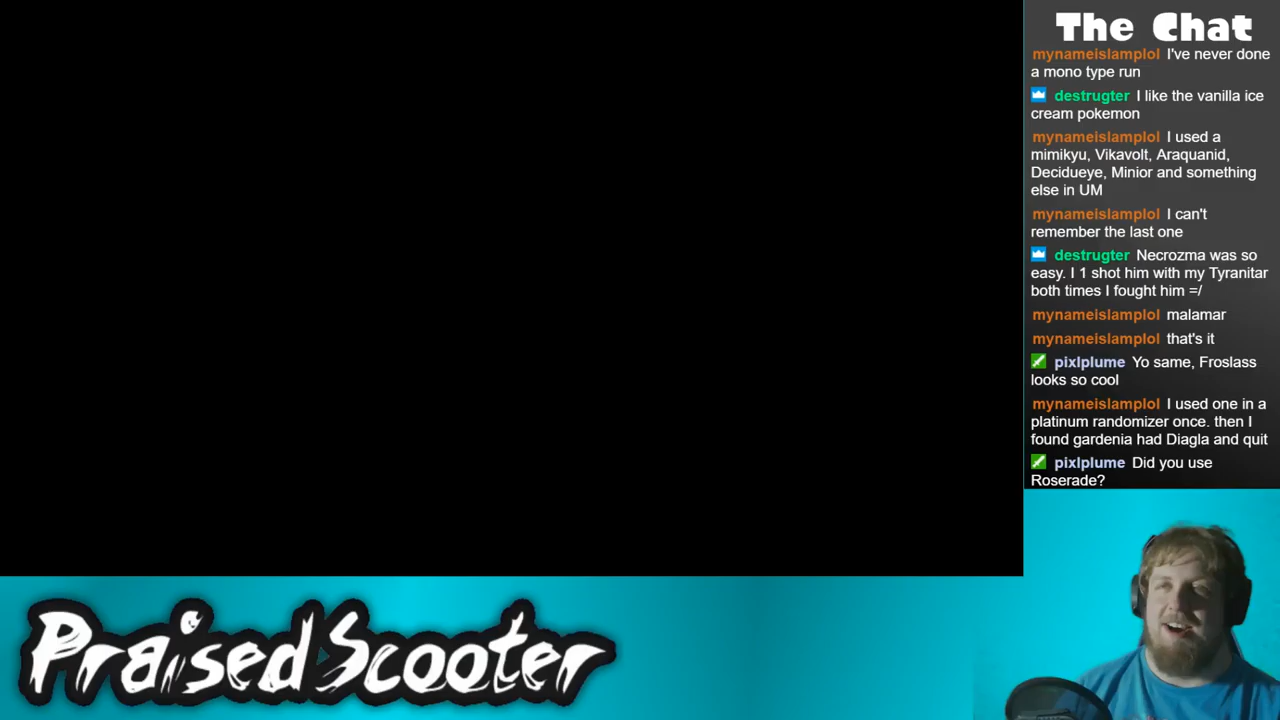 The Chat
mynameislamplol I've never done
a mono type run
destrugter I like the vanilla ice
cream pokemon
mynameislamplol I used a
mimikyu, Vikavolt, Araquanid,
Decidueye, Minior and something
else in UM
mynameislamplol I can't
remember the last one
destrugter Necrozma was so
easy. I 1 shot him with my Tyranitar
both times I fought him =/
mynameislamplol malamar
mynameislamplol that's it
pixlplume Yo same, Froslass
looks so cool
mynameislamplol I used one in a
platinum randomizer once. then I
found gardenia had Diagla and quit
pixlplume Did you use
Roserade?
PraisedScooter